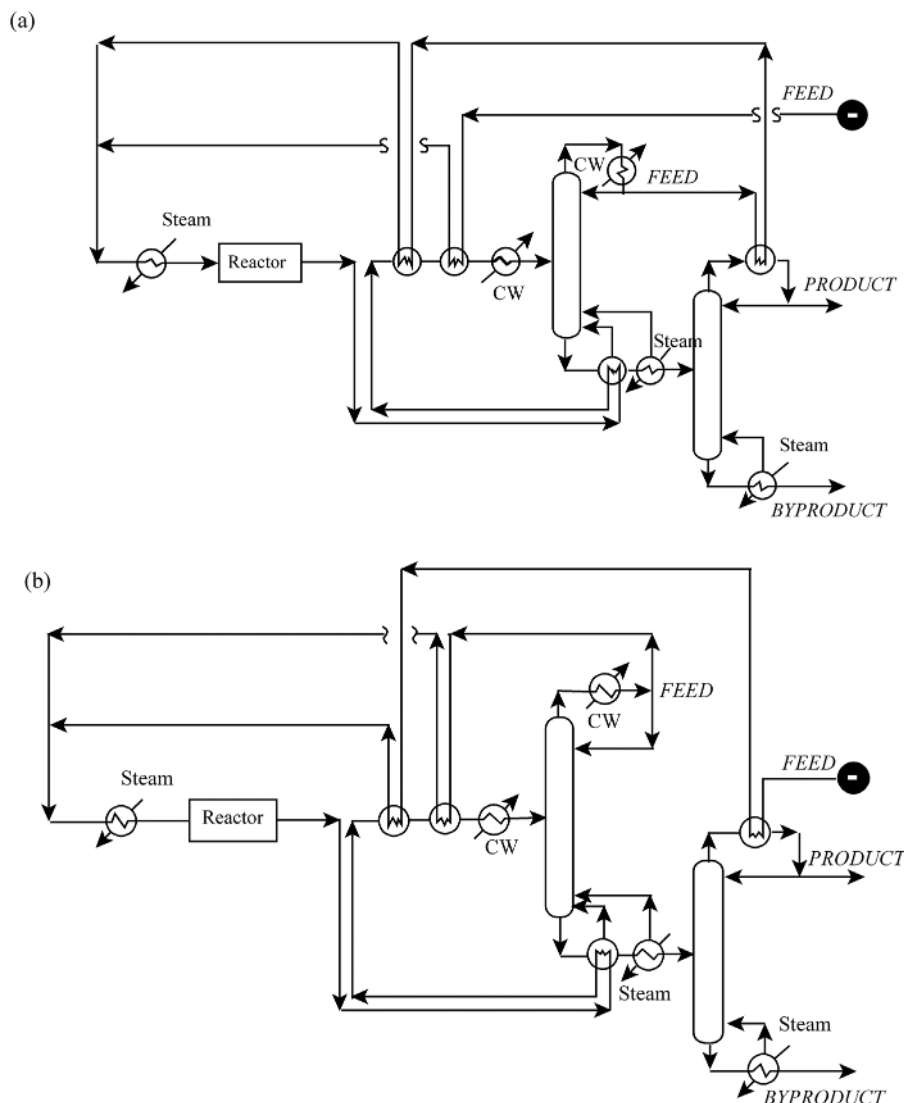 (a)
FEED
CW
FEED
Steam
Reactor
CW
PRODUCT
Steam
Steam
BYPRODUCT
(b)
FEED
CW
FEED
Steam
Reactor
CW
PRODUCT
Steam
Steam
BYPRODUCT